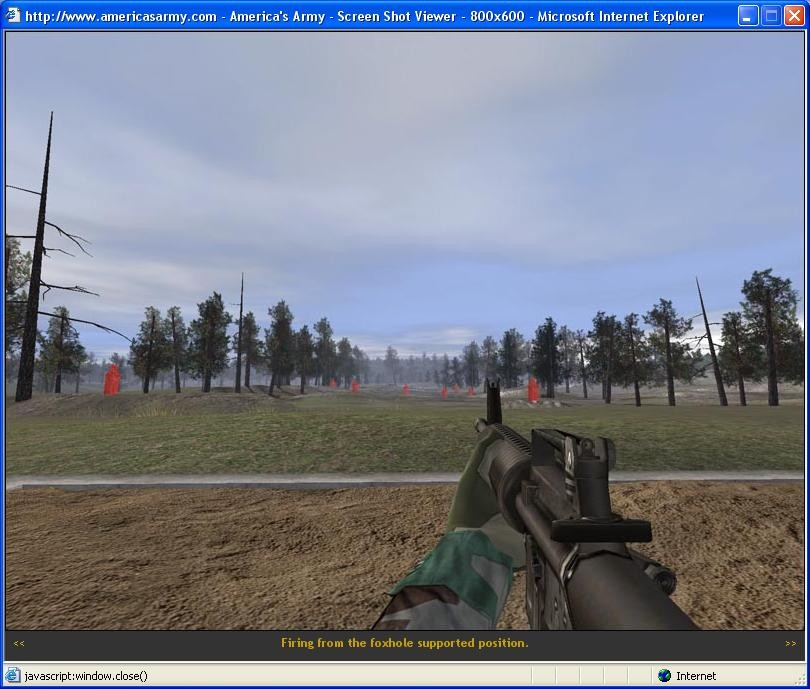 http://www.americasarmy.com - America's Army - Screen Shot Viewer - 800x600 - Microsoft Internet Explorer
<< Firing from the foxhole supported position. >>
javascript:window.close() Internet